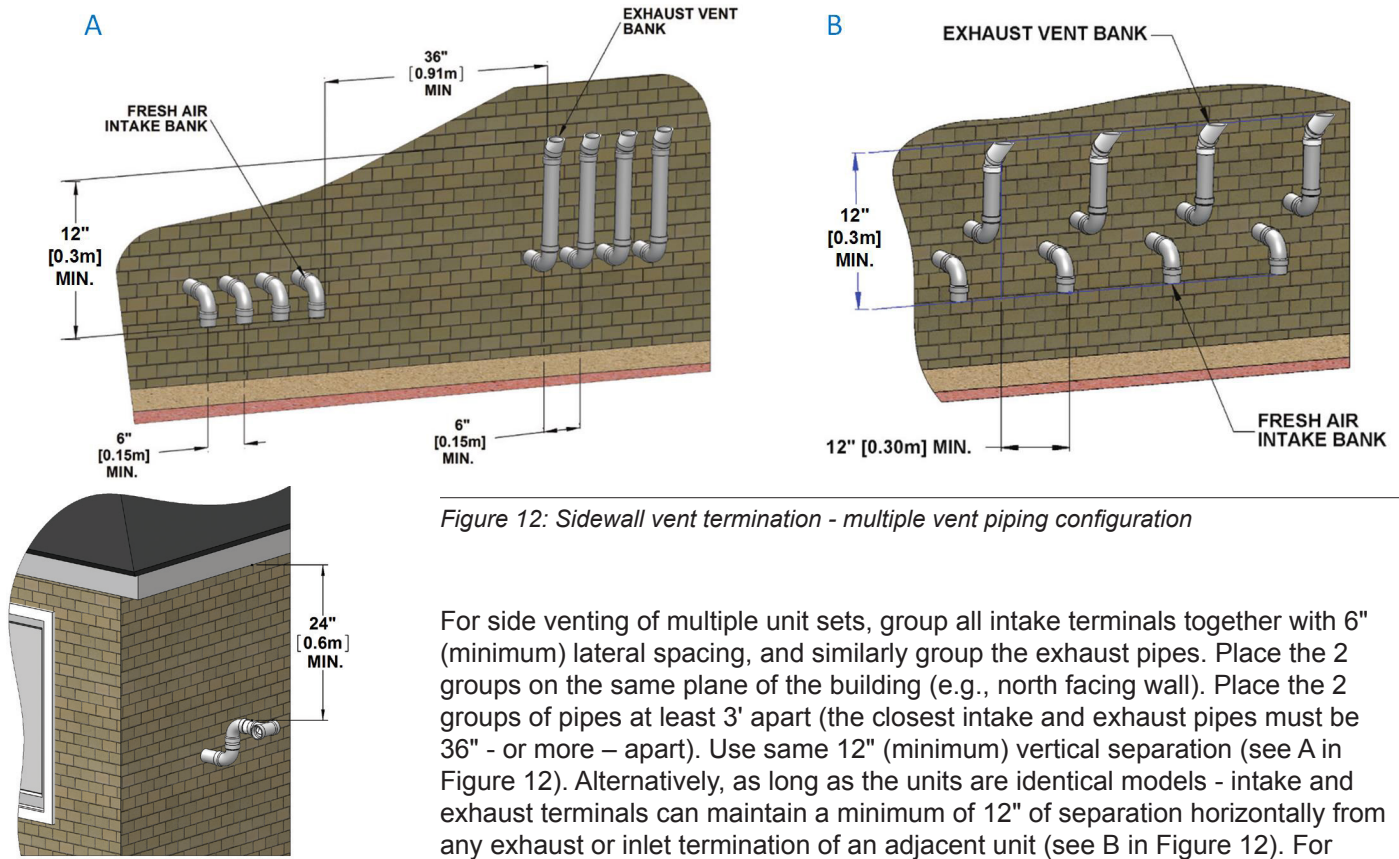 A
EXHAUST VENT
BANK
36"
[0.91m]
MIN
FRESH AIR
INTAKE BANK
12"
[0.3m]
MIN.
6"
[0.15m]
MIN.
6"
[0.15m]
MIN.
B
EXHAUST VENT BANK
12"
[0.3m]
MIN.
12" [0.30m] MIN.
FRESH AIR
INTAKE BANK
24"
[0.6m]
MIN.
Figure 12: Sidewall vent termination - multiple vent piping configuration
For side venting of multiple unit sets, group all intake terminals together with 6"
(minimum) lateral spacing, and similarly group the exhaust pipes. Place the 2
groups on the same plane of the building (e.g., north facing wall). Place the 2
groups of pipes at least 3' apart (the closest intake and exhaust pipes must be
36" - or more – apart). Use same 12" (minimum) vertical separation (see A in
Figure 12). Alternatively, as long as the units are identical models - intake and
exhaust terminals can maintain a minimum of 12" of separation horizontally from
any exhaust or inlet termination of an adjacent unit (see B in Figure 12). For